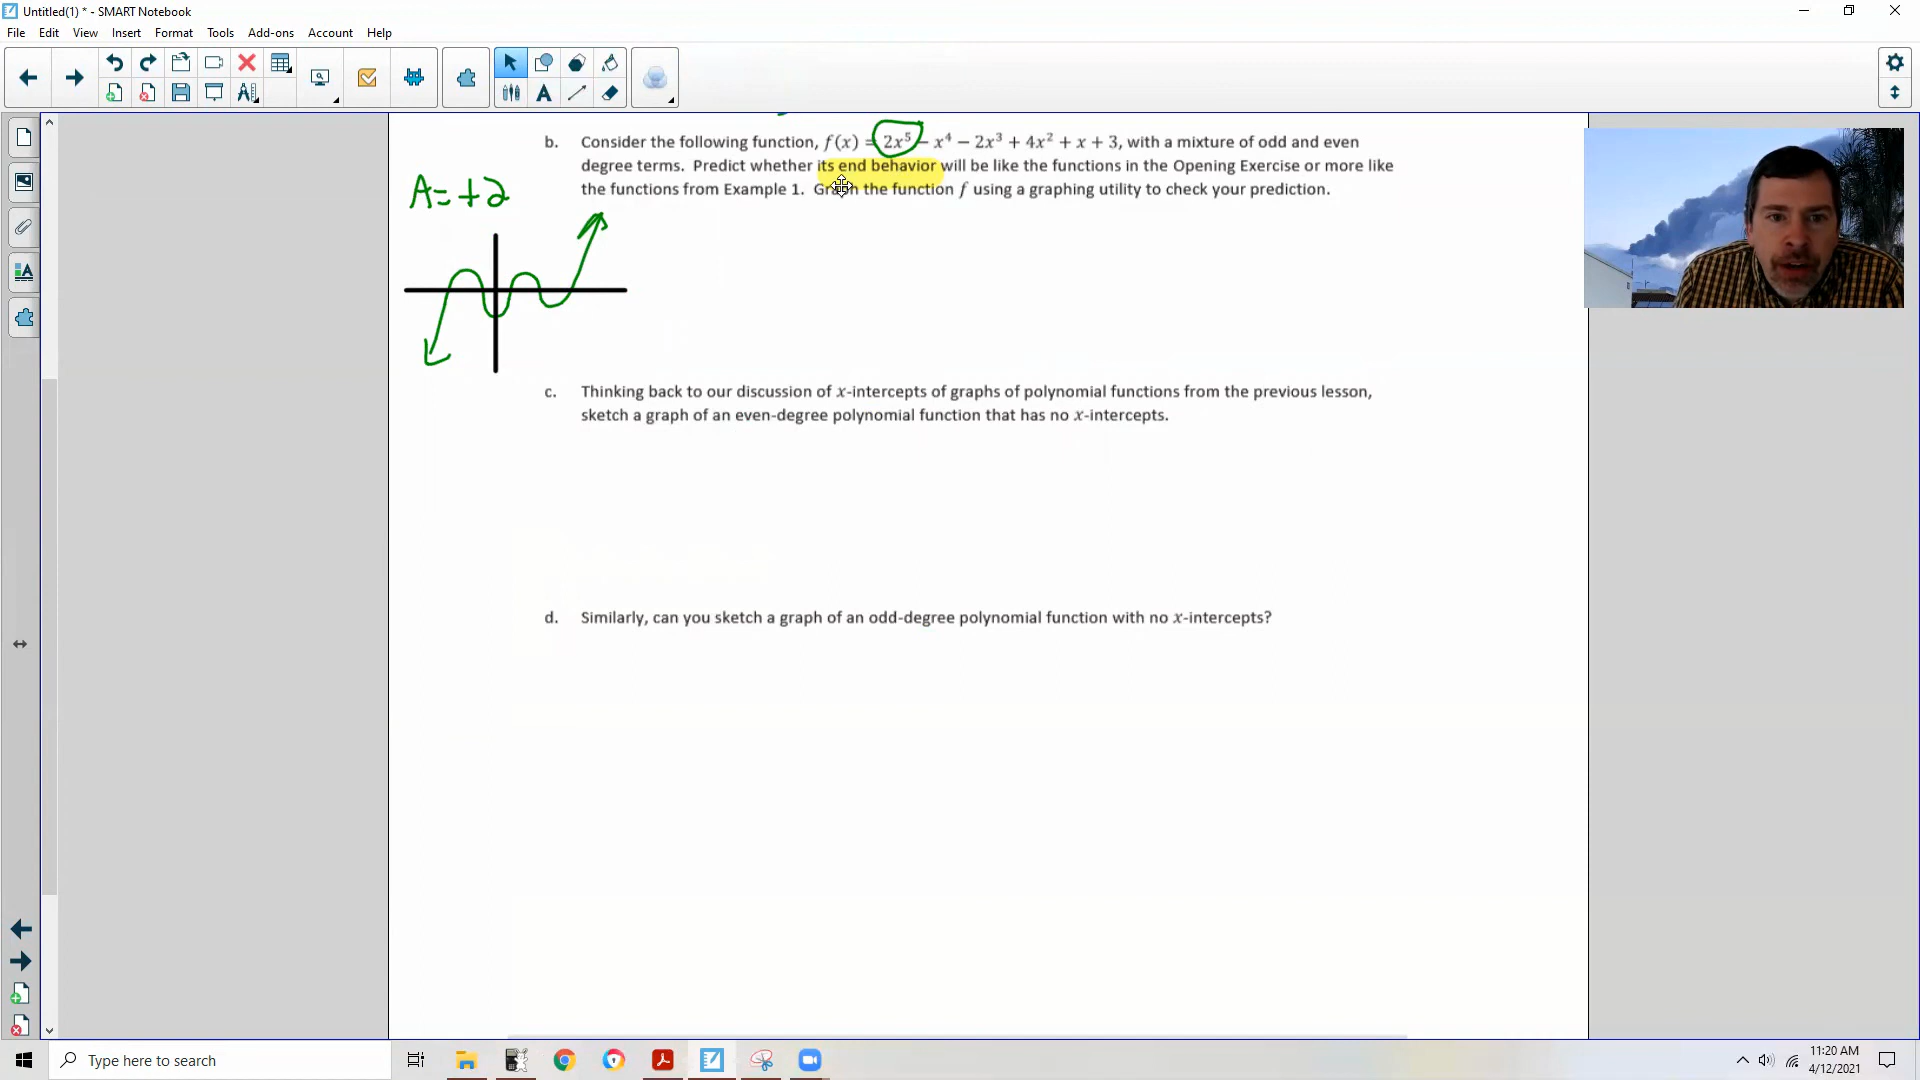 Untitled(1) * - SMART Notebook
File Edit View Insert Format Tools Add-ons Account Help
b. Consider the following function, f(x) = 2x⁵ − x⁴ − 2x³ + 4x² + x + 3, with a mixture of odd and even
degree terms. Predict whether its end behavior will be like the functions in the Opening Exercise or more like
the functions from Example 1. Graph the function f using a graphing utility to check your prediction.
A=+2
c. Thinking back to our discussion of x-intercepts of graphs of polynomial functions from the previous lesson,
sketch a graph of an even-degree polynomial function that has no x-intercepts.
d. Similarly, can you sketch a graph of an odd-degree polynomial function with no x-intercepts?
Type here to search
11:20 AM
4/12/2021